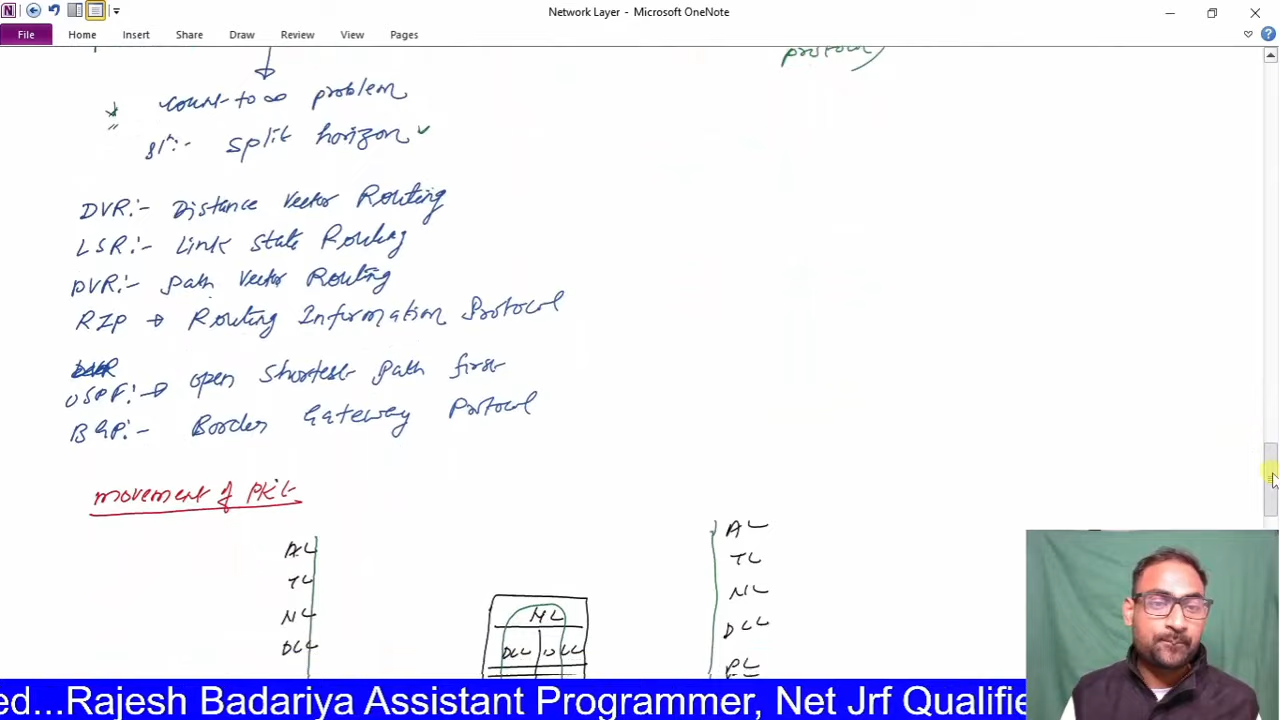 Network Layer - Microsoft OneNote
File Home Insert Share Draw Review View Pages
protocol)
count-to ∞ problem
Sl^n:- split horizon ✓
DVR:- Distance Vector Routing
LSR:- Link State Routing
PVR:- Path Vector Routing
RIP → Routing Information Protocol
OSPF:→ open Shortest Path first
BGP:- Border Gateway Protocol
movement of Pkt
AL
TL
NL
DLL
NL
DLL DLL
AL
TL
NL
DLL
PL
ed...Rajesh Badariya Assistant Programmer, Net Jrf Qualifie